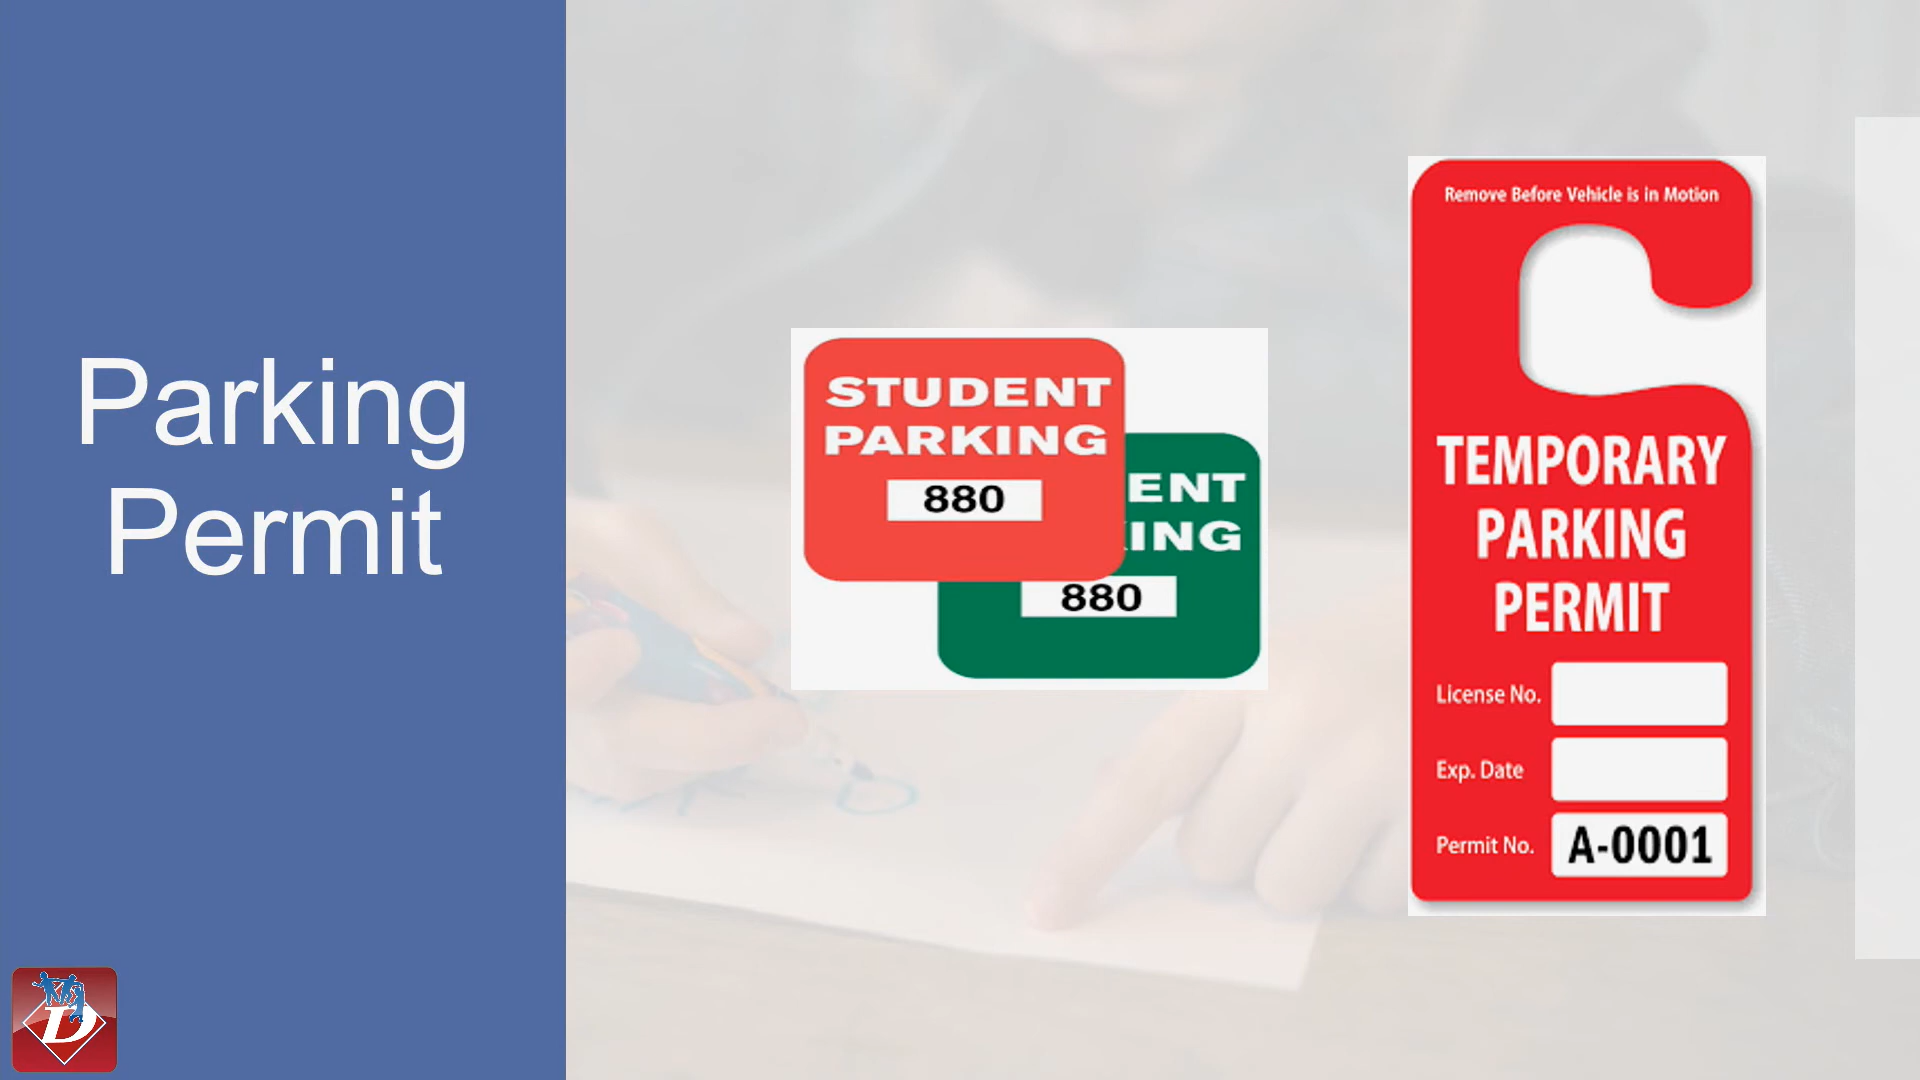 Parking
Permit
STUDENT
PARKING
880
ENT
KING
880
Remove Before Vehicle is in Motion
TEMPORARY
PARKING
PERMIT
License No.
Exp. Date
Permit No. A-0001
D